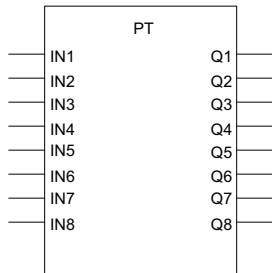 PT
IN1 Q1
IN2 Q2
IN3 Q3
IN4 Q4
IN5 Q5
IN6 Q6
IN7 Q7
IN8 Q8